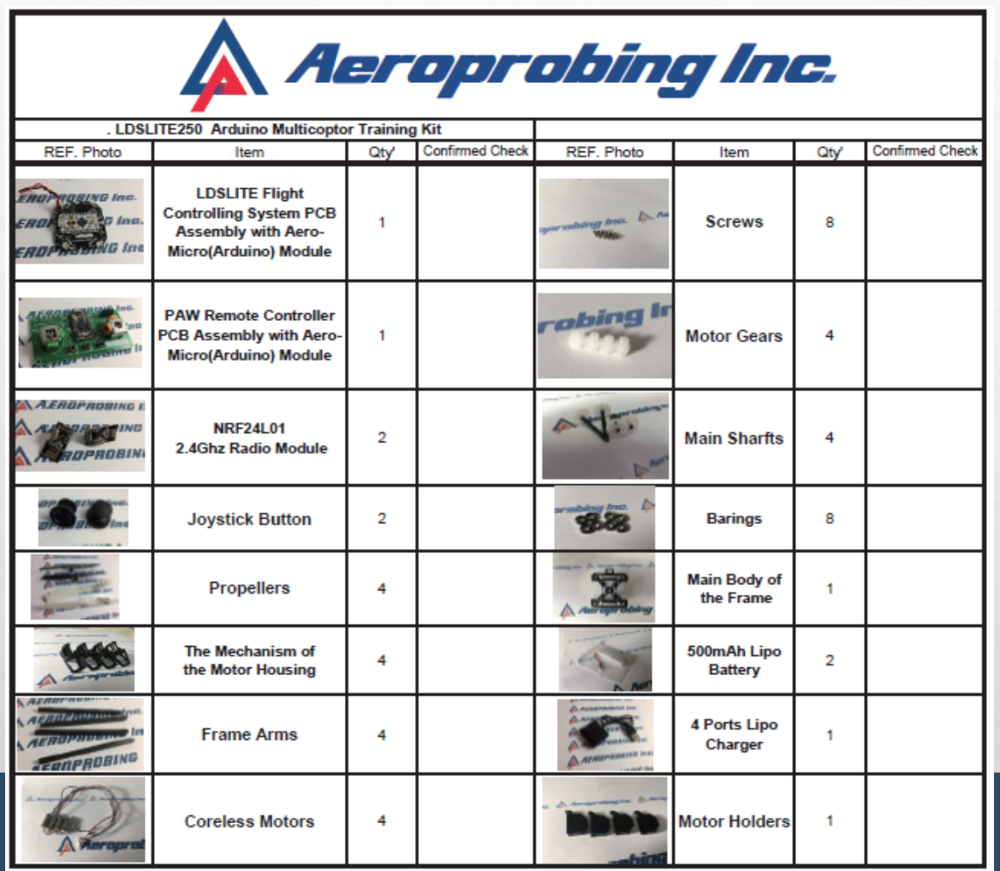 Aeroprobing Inc.
. LDSLITE250 Arduino Multicoptor Training Kit
REF. Photo Item Qty' Confirmed Check REF. Photo Item Qty' Confirmed Check
LDSLITE Flight
Controlling System PCB
Assembly with Aero-
Micro(Arduino) Module
1
Screws
8
PAW Remote Controller
PCB Assembly with Aero-
Micro(Arduino) Module
1
Motor Gears
4
NRF24L01
2.4Ghz Radio Module
2
Main Sharfts
4
Joystick Button
2
Barings
8
Propellers
4
Main Body of
the Frame
1
The Mechanism of
the Motor Housing
4
500mAh Lipo
Battery
2
Frame Arms
4
4 Ports Lipo
Charger
1
Coreless Motors
4
Motor Holders
1